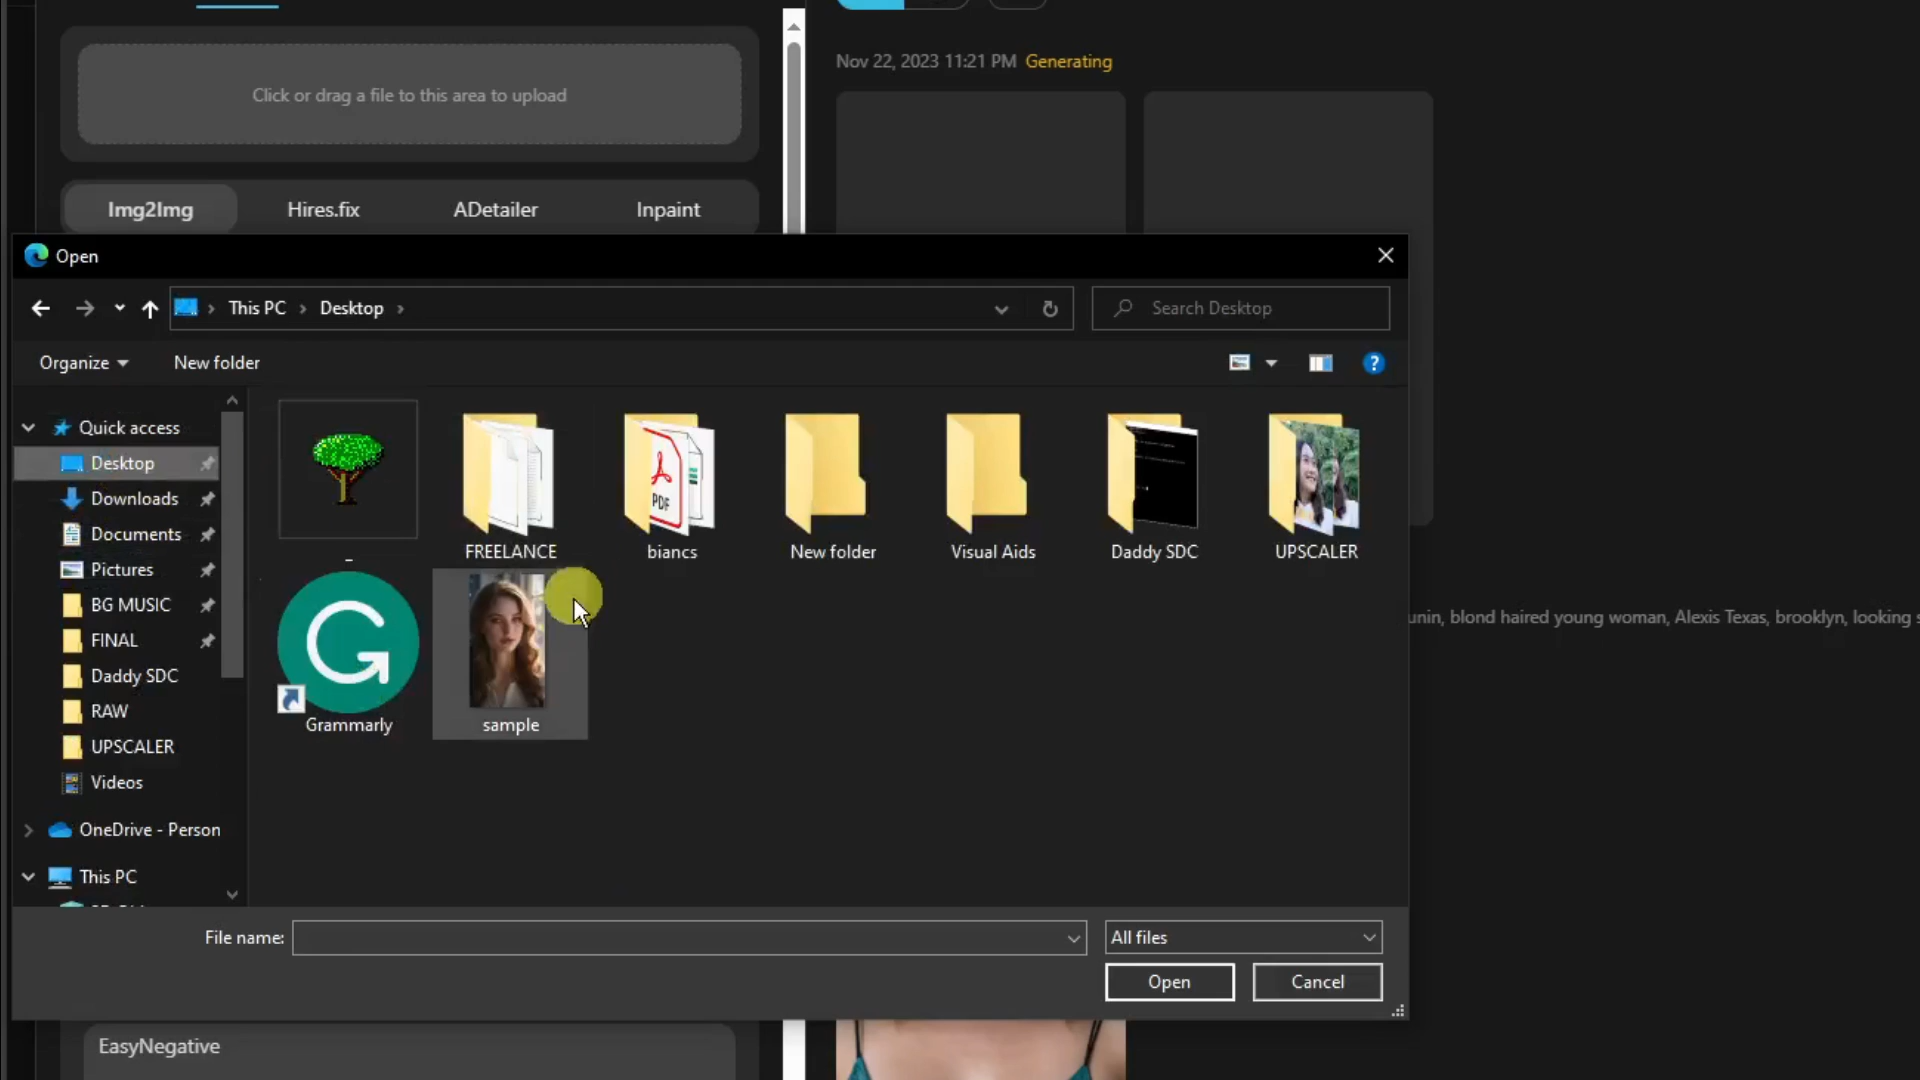 Nov 22, 2023 11:21 PM Generating
Click or drag a file to this area to upload
Img2Img Hires.fix ADetailer Inpaint
Open
This PC > Desktop >
Search Desktop
Organize New folder
Quick access
Desktop
Downloads
Documents
Pictures
BG MUSIC
FINAL
Daddy SDC
RAW
UPSCALER
Videos
OneDrive - Person
This PC
_
FREELANCE
PDF
biancs
New folder
Visual Aids
Daddy SDC
UPSCALER
G
Grammarly
sample
unin, blond haired young woman, Alexis Texas, brooklyn, looking s
File name:
All files
Open
Cancel
EasyNegative